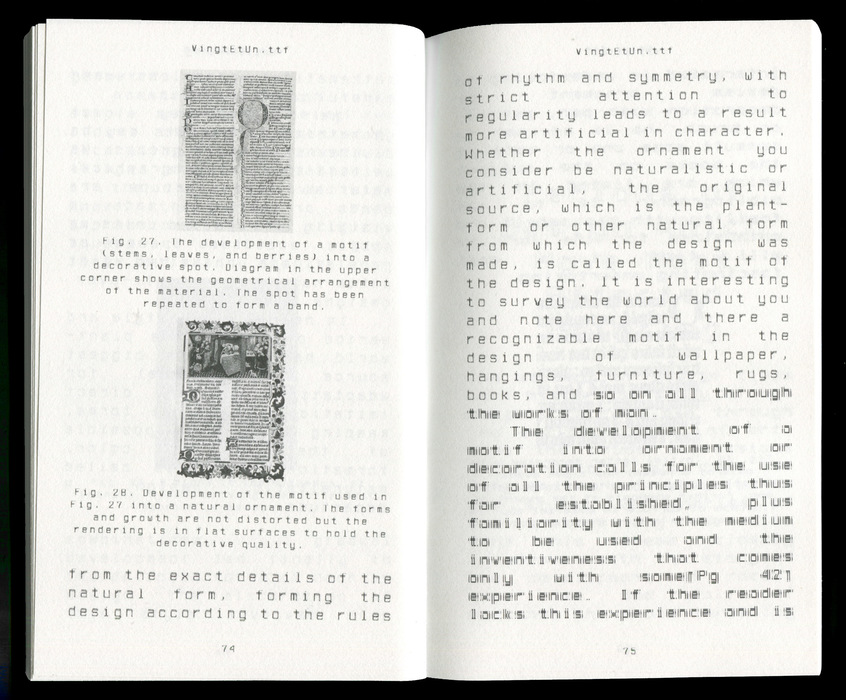 VingtEtUn.ttf
Fig. 27. The development of a motif
(stems, leaves, and berries) into a
decorative spot. Diagram in the upper
corner shows the geometrical arrangement
of the material. The spot has been
repeated to form a band.
Fig. 28. Development of the motif used in
Fig. 27 into a natural ornament. The forms
and growth are not distorted but the
rendering is in flat surfaces to hold the
decorative quality.
from the exact details of the
natural form, forming the
design according to the rules
74
VingtEtUn.ttf
of rhythm and symmetry, with
strict attention to
regularity leads to a result
more artificial in character.
Whether the ornament you
consider be naturalistic or
artificial, the original
source, which is the plant-
form or other natural form
from which the design was
made, is called the motif of
the design. It is interesting
to survey the world about you
and note here and there a
recognizable motif in the
design of wallpaper,
hangings, furniture, rugs,
books, and so on all through
the works of man.
The development of a
motif into ornament or
decoration calls for the use
of all the principles thus
far established, plus
familiarity with the medium
to be used and the
inventiveness that comes
only with some[Pg 42]
experience. If the reader
lacks this experience and is
75